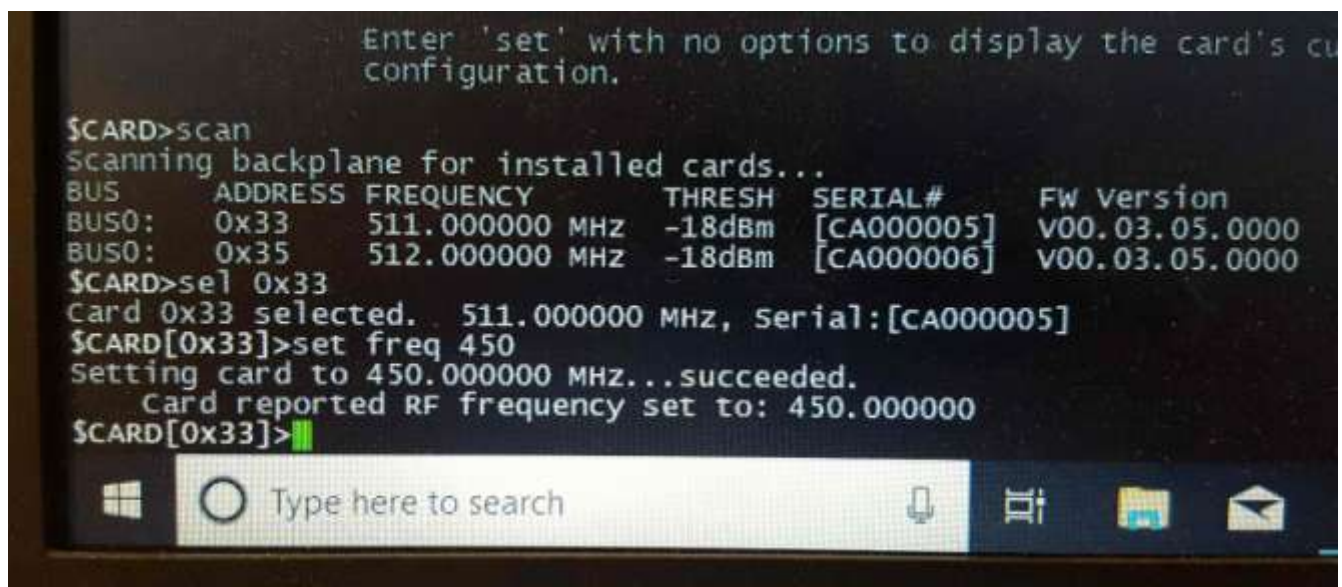 Enter 'set' with no options to display the card's
configuration.
$CARD>scan
Scanning backplane for installed cards...
BUS ADDRESS FREQUENCY THRESH SERIAL# FW Version
BUS0: 0x33 511.000000 MHz -18dBm [CA000005] V00.03.05.0000
BUS0: 0x35 512.000000 MHz -18dBm [CA000006] V00.03.05.0000
$CARD>sel 0x33
Card 0x33 selected. 511.000000 MHz, Serial:[CA000005]
$CARD[0x33]>set freq 450
Setting card to 450.000000 MHz...succeeded.
Card reported RF frequency set to: 450.000000
$CARD[0x33]>
Type here to search